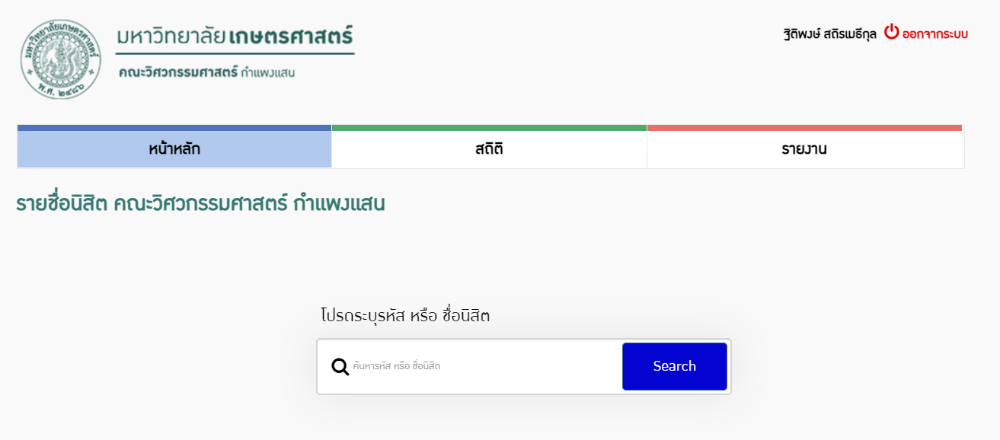 มหาวิทยาลัยเกษตรศาสตร์
พ.ศ. ๒๔๘๖
มหาวิทยาลัยเกษตรศาสตร์
คณะวิศวกรรมศาสตร์ กำแพงแสน
ฐิติพงษ์ สถิรเมธีกุล ออกจากระบบ
หน้าหลัก สถิติ รายงาน
รายชื่อนิสิต คณะวิศวกรรมศาสตร์ กำแพงแสน
โปรดระบุรหัส หรือ ชื่อนิสิต
ค้นหารหัส หรือ ชื่อนิสิต Search